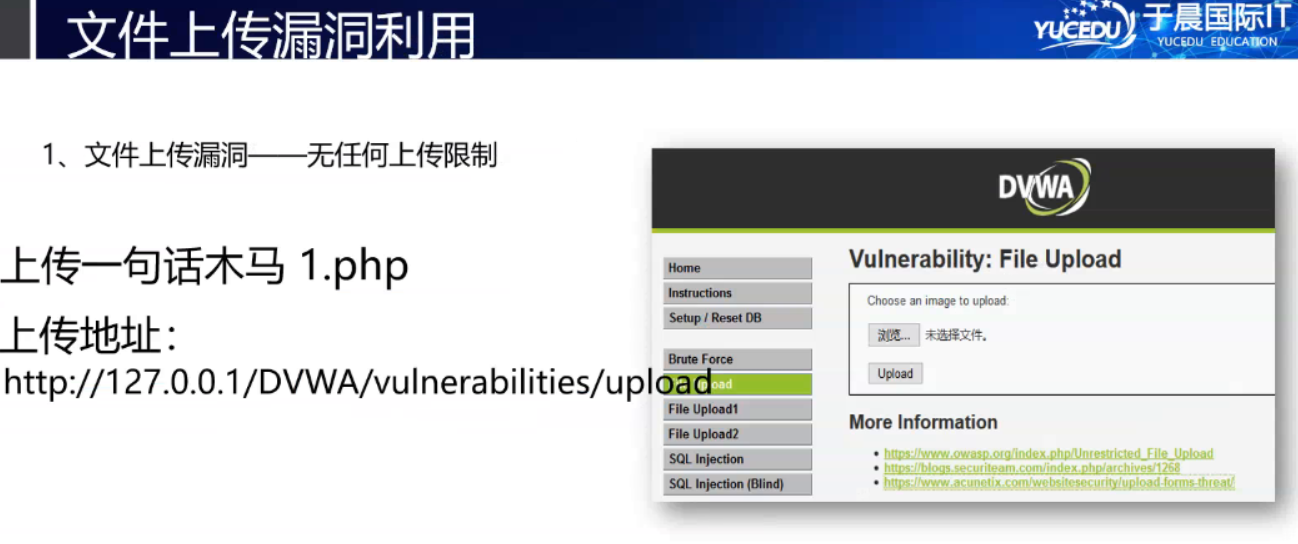 文件上传漏洞利用
YUCEDU
于晨国际IT
YUCEDU EDUCATION
1、文件上传漏洞——无任何上传限制
上传一句话木马 1.php
上传地址：
http://127.0.0.1/DVWA/vulnerabilities/upload
DVWA
Home
Instructions
Setup / Reset DB
Brute Force
pload
File Upload1
File Upload2
SQL Injection
SQL Injection (Blind)
Vulnerability: File Upload
Choose an image to upload:
浏览... 未选择文件。
Upload
More Information
https://www.owasp.org/index.php/Unrestricted_File_Upload
https://blogs.securiteam.com/index.php/archives/1268
https://www.acunetix.com/websitesecurity/upload-forms-threat/